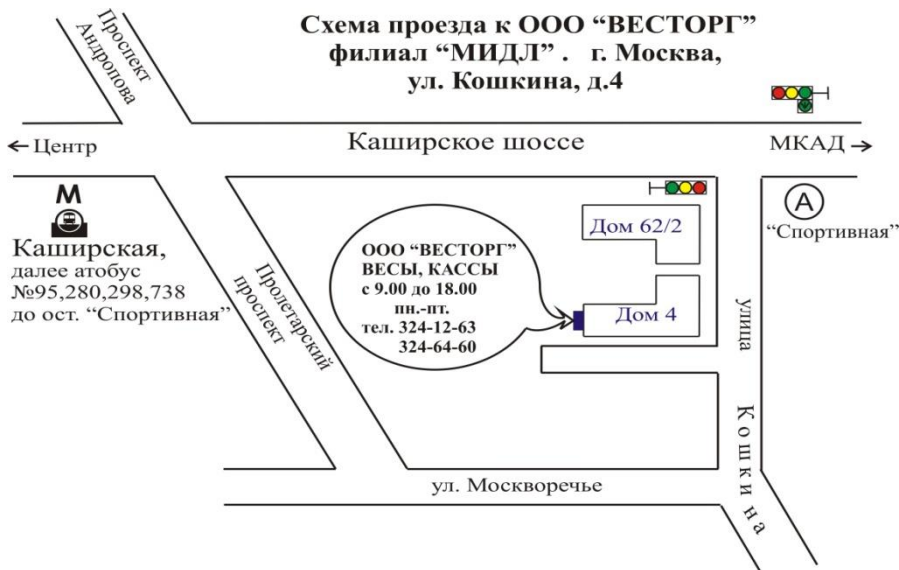 Схема проезда к ООО “ВЕСТОРГ”
филиал “МИДЛ” . г. Москва,
ул. Кошкина, д.4
Проспект
Андропова
← Центр
Каширское шоссе
МКАД →
М
Каширская,
далее атобус
№95,280,298,738
до ост. “Спортивная”
Пролетарский
проспект
ООО “ВЕСТОРГ”
ВЕСЫ, КАССЫ
с 9.00 до 18.00
пн.-пт.
тел. 324-12-63
324-64-60
Дом 62/2
Дом 4
А
“Спортивная”
улица Кошкина
ул. Москворечье